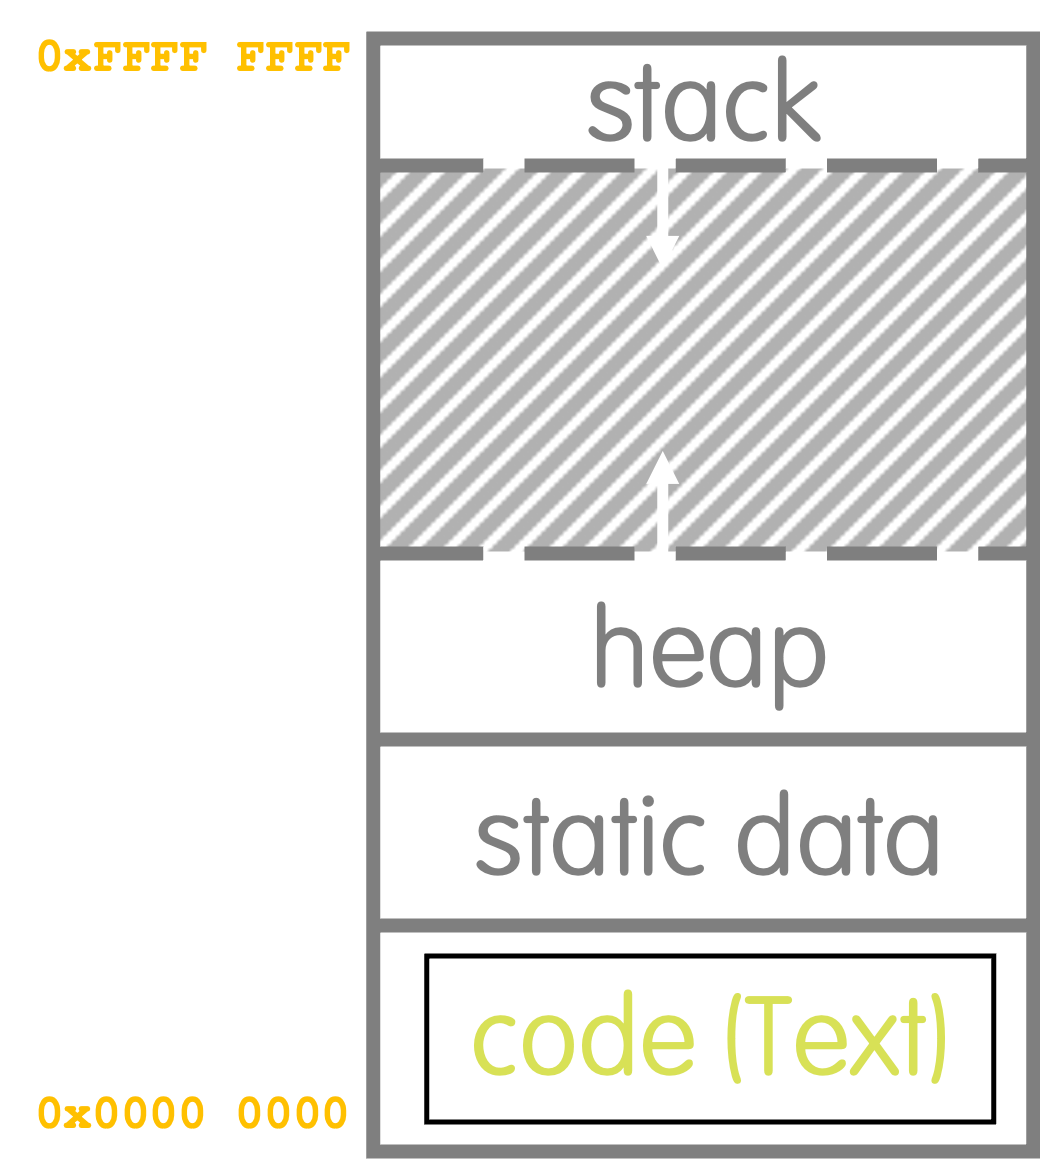 0xFFFF FFFF
stack
heap
static data
code (Text)
0x0000 0000